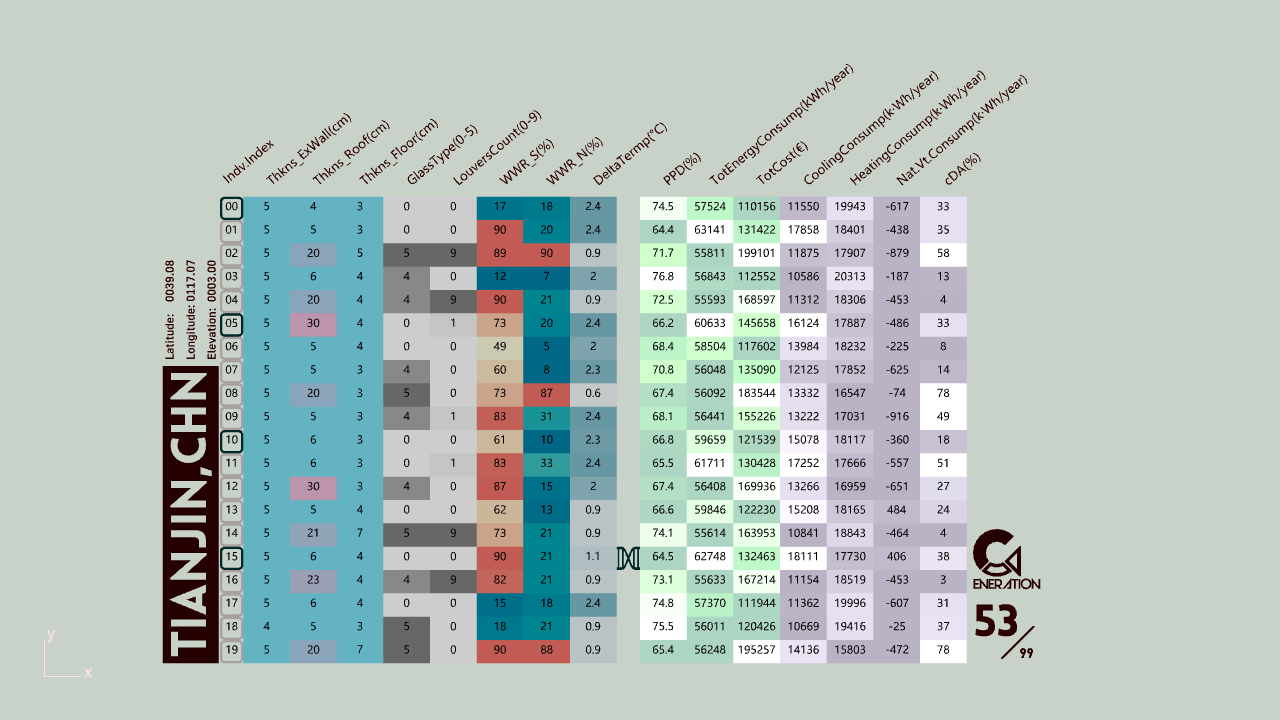 Indv.Index Thkns_ExWall(cm) Thkns_Roof(cm) Thkns_Floor(cm) GlassType(0-5) LouversCount(0-9) WWR_S(%) WWR_N(%) DeltaTermp(°C) PPD(%) TotEnergyConsump(kWh/year) TotCost(€) CoolingConsump(k·Wh/year) HeatingConsump(k·Wh/year) Nat.Vt.Consump(k·Wh/year) cDA(%)
00 5 4 3 0 0 17 18 2.4 74.5 57524 110156 11550 19943 -617 33
01 5 5 3 0 0 90 20 2.4 64.4 63141 131422 17858 18401 -438 35
02 5 20 5 5 9 89 90 0.9 71.7 55811 199101 11875 17907 -879 58
03 5 6 4 4 0 12 7 2 76.8 56843 112552 10586 20313 -187 13
04 5 20 4 4 9 90 21 0.9 72.5 55593 168597 11312 18306 -453 4
05 5 30 4 0 1 73 20 2.4 66.2 60633 145658 16124 17887 -486 33
06 5 5 4 0 0 49 5 2 68.4 58504 117602 13984 18232 -225 8
07 5 5 3 4 0 60 8 2.3 70.8 56048 135090 12125 17852 -625 14
08 5 20 3 5 0 73 87 0.6 67.4 56092 183544 13332 16547 -74 78
09 5 5 3 4 1 83 31 2.4 68.1 56441 155226 13222 17031 -916 49
10 5 6 3 0 0 61 10 2.3 66.8 59659 121539 15078 18117 -360 18
11 5 6 3 0 1 83 33 2.4 65.5 61711 130428 17252 17666 -557 51
12 5 30 3 4 0 87 15 2 67.4 56408 169936 13266 16959 -651 27
13 5 5 4 0 0 62 13 0.9 66.6 59846 122230 15208 18165 484 24
14 5 21 7 5 9 73 21 0.9 74.1 55614 163953 10841 18843 -464 4
15 5 6 4 0 0 90 21 1.1 64.5 62748 132463 18111 17730 406 38
16 5 23 4 4 9 82 21 0.9 73.1 55633 167214 11154 18519 -453 3
17 5 6 4 0 0 15 18 2.4 74.8 57370 111944 11362 19996 -607 31
18 4 5 3 5 0 18 21 0.9 75.5 56011 120426 10669 19416 -25 37
19 5 20 7 5 0 90 88 0.9 65.4 56248 195257 14136 15803 -472 78
Latitude: 0039.08
Longitude: 0117.07
Elevation: 0003.00
TIANJIN,CHN
ENERATION
53/99
y
x